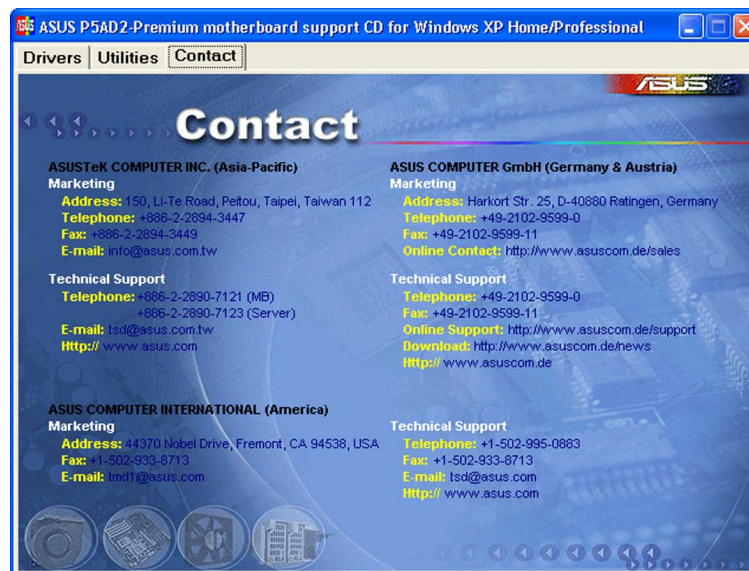 ASUS P5AD2-Premium motherboard support CD for Windows XP Home/Professional
Drivers Utilities Contact
ASUS
Contact
ASUSTeK COMPUTER INC. (Asia-Pacific)
Marketing
Address: 150, Li-Te Road, Peitou, Taipei, Taiwan 112
Telephone: +886-2-2894-3447
Fax: +886-2-2894-3449
E-mail: info@asus.com.tw
Technical Support
Telephone: +886-2-2890-7121 (MB)
+886-2-2890-7123 (Server)
E-mail: tsd@asus.com.tw
Http:// www.asus.com
ASUS COMPUTER GmbH (Germany & Austria)
Marketing
Address: Harkort Str. 25, D-40880 Ratingen, Germany
Telephone: +49-2102-9599-0
Fax: +49-2102-9599-11
Online Contact: http://www.asuscom.de/sales
Technical Support
Telephone: +49-2102-9599-0
Fax: +49-2102-9599-11
Online Support: http://www.asuscom.de/support
Download: http://www.asuscom.de/news
Http:// www.asuscom.de
ASUS COMPUTER INTERNATIONAL (America)
Marketing
Address: 44370 Nobel Drive, Fremont, CA 94538, USA
Fax: +1-502-933-8713
E-mail: tmd1@asus.com
Technical Support
Telephone: +1-502-995-0883
Fax: +1-502-933-8713
E-mail: tsd@asus.com
Http:// www.asus.com